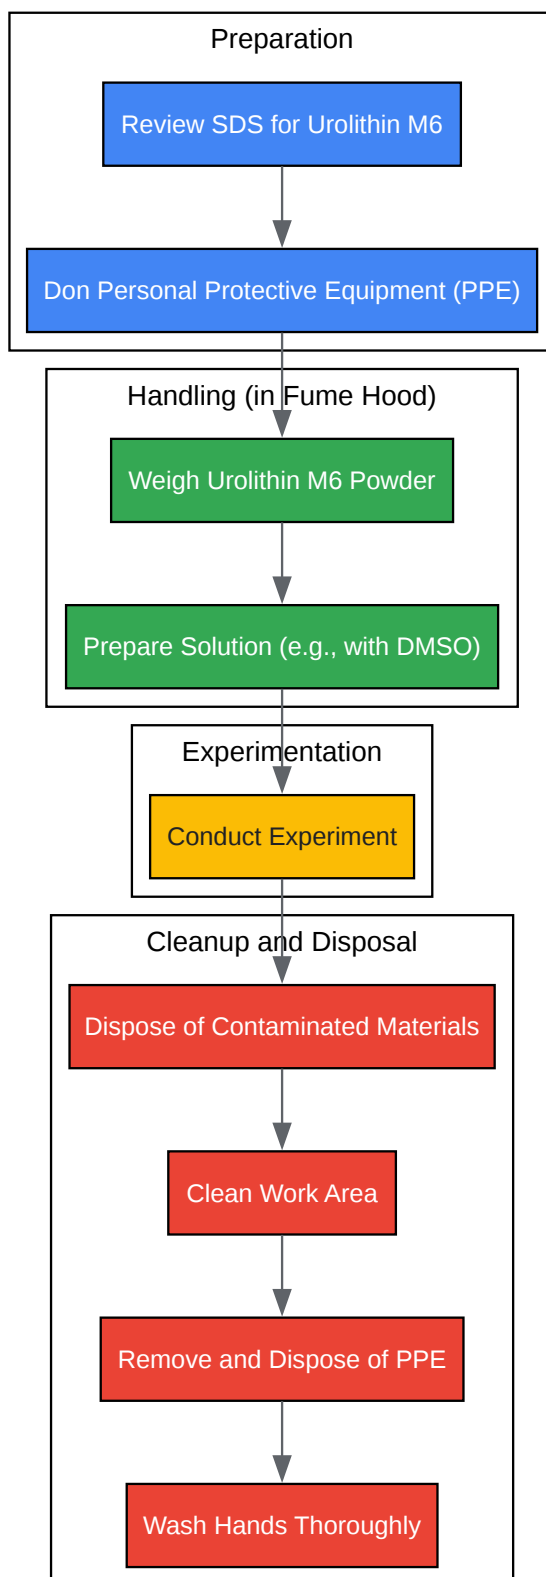 Preparation
Review SDS for Urolithin M6
Don Personal Protective Equipment (PPE)
Handling (in Fume Hood)
Weigh Urolithin M6 Powder
Prepare Solution (e.g., with DMSO)
Experimentation
Conduct Experiment
Cleanup and Disposal
Dispose of Contaminated Materials
Clean Work Area
Remove and Dispose of PPE
Wash Hands Thoroughly